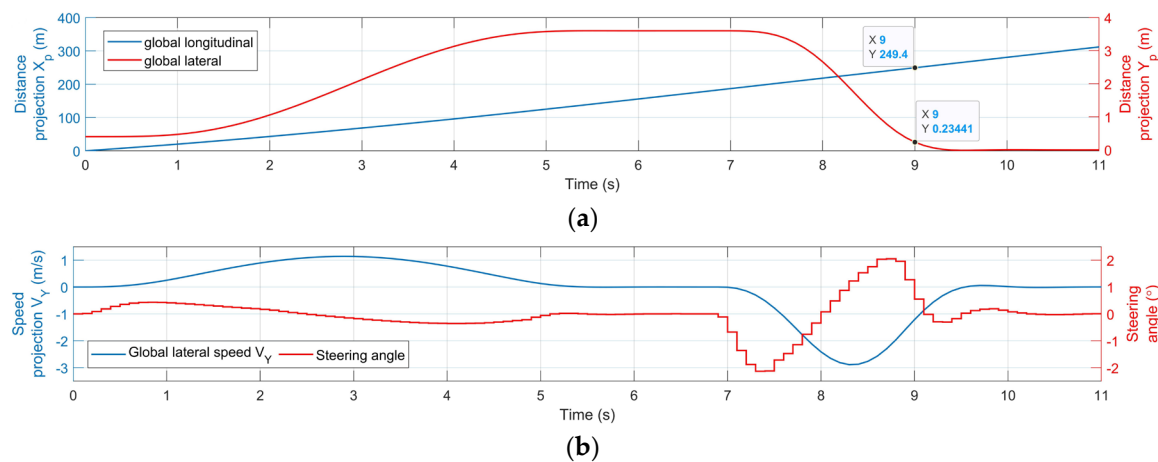 (a)
400
300
200
100
0
Distance
projection X_p (m)
global longitudinal
global lateral
X 9
Y 249.4
X 9
Y 0.23441
4
3
2
1
0
Distance
projection Y_p (m)
0 1 2 3 4 5 6 7 8 9 10 11
Time (s)
(a)
1
0
-1
-2
-3
Speed
projection V_Y (m/s)
Global lateral speed V_Y Steering angle
2
1
0
-1
-2
Steering
angle (°)
0 1 2 3 4 5 6 7 8 9 10 11
Time (s)
(b)